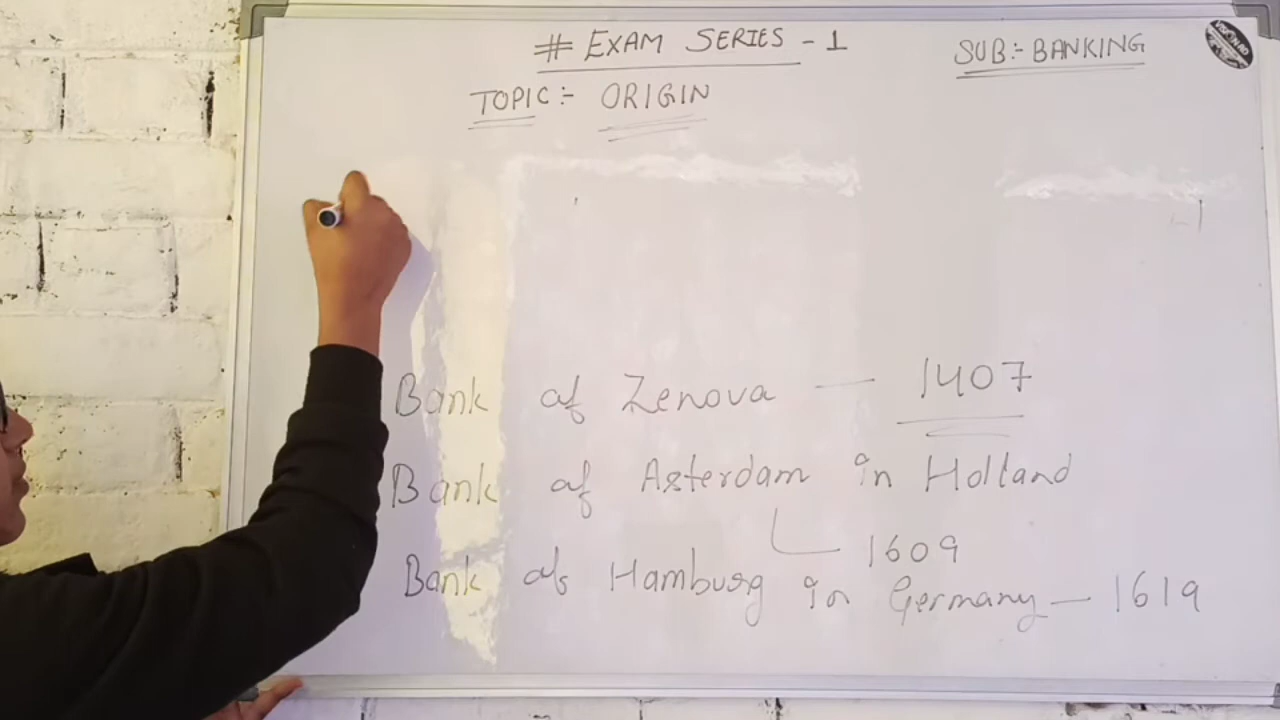 # EXAM SERIES - 1
SUB:- BANKING
TOPIC:- ORIGIN
Bank of Zenova — 1407
Bank of Asterdam in Holland
1609
Bank of Hamburg in Germany — 1619